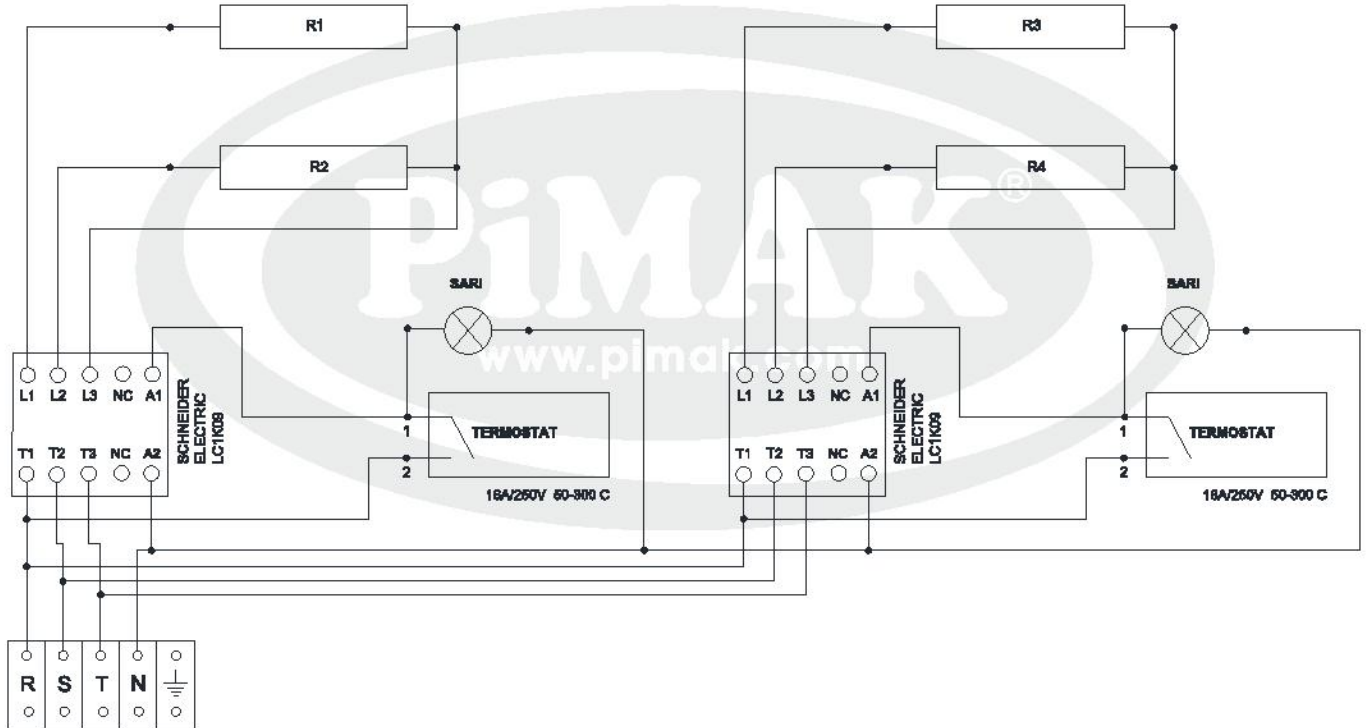 R1
R3
R2
R4
PiMAK®
www.pimak.com
SARI
SARI
L1 L2 L3 NC A1
T1 T2 T3 NC A2
SCHNEIDER
ELECTRIC
LC1K09
1
2
TERMOSTAT
16A/250V 50-300 C
L1 L2 L3 NC A1
T1 T2 T3 NC A2
SCHNEIDER
ELECTRIC
LC1K09
1
2
TERMOSTAT
16A/250V 50-300 C
R S T N